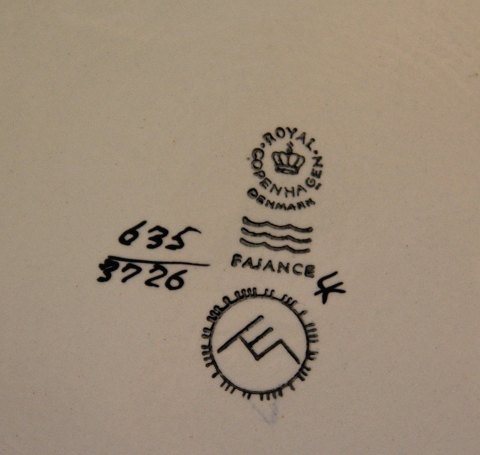 ROYAL
COPENHAGEN
DENMARK
FAJANCE
635
3726